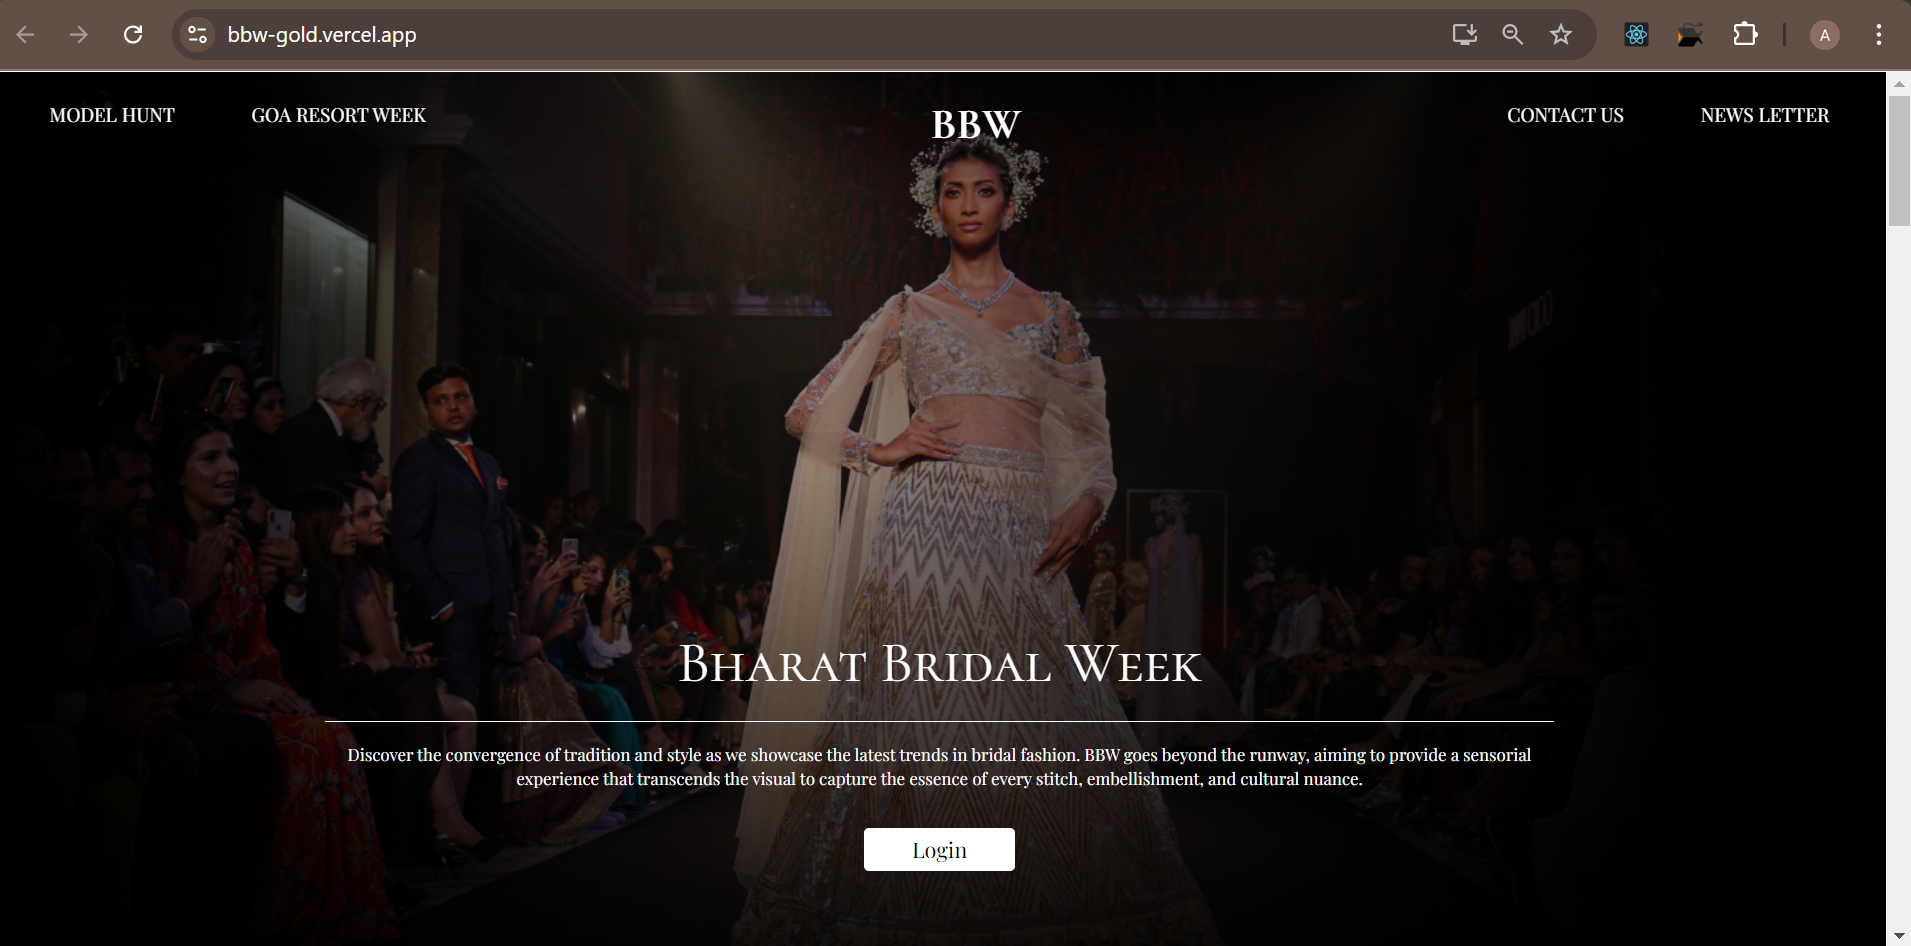 bbw-gold.vercel.app
A
MODEL HUNT
GOA RESORT WEEK
BBW
CONTACT US
NEWS LETTER
Bharat Bridal Week
Discover the convergence of tradition and style as we showcase the latest trends in bridal fashion. BBW goes beyond the runway, aiming to provide a sensorial
experience that transcends the visual to capture the essence of every stitch, embellishment, and cultural nuance.
Login